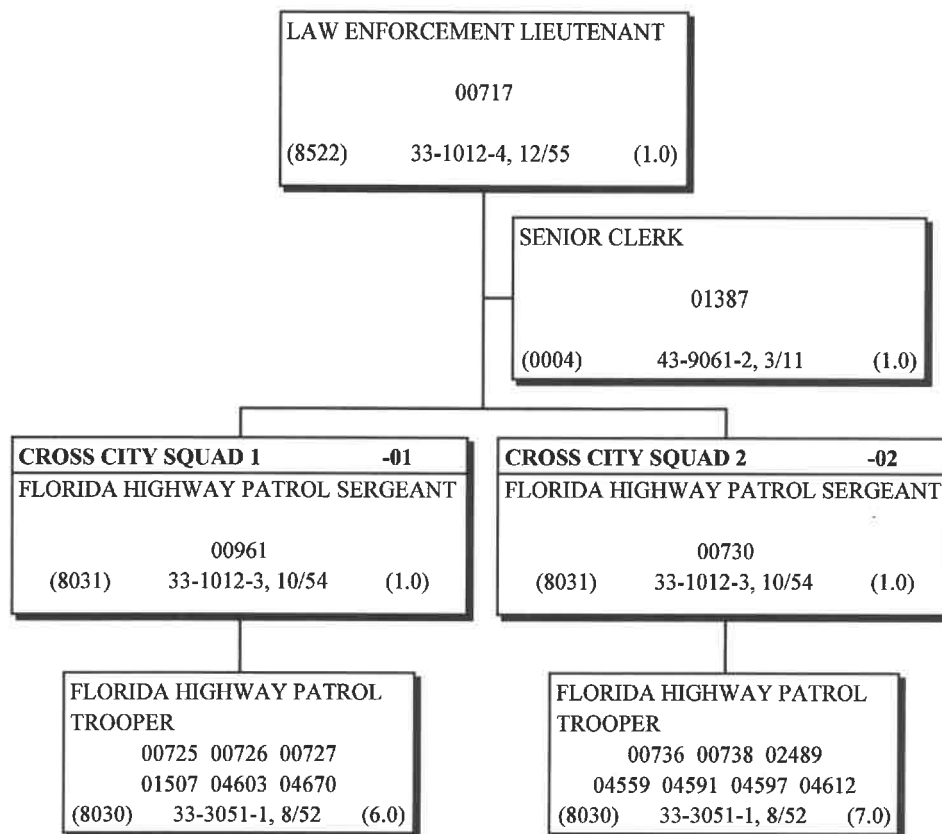 LAW ENFORCEMENT LIEUTENANT
00717
(8522) 33-1012-4, 12/55 (1.0)
SENIOR CLERK
01387
(0004) 43-9061-2, 3/11 (1.0)
CROSS CITY SQUAD 1 -01
FLORIDA HIGHWAY PATROL SERGEANT
00961
(8031) 33-1012-3, 10/54 (1.0)
CROSS CITY SQUAD 2 -02
FLORIDA HIGHWAY PATROL SERGEANT
00730
(8031) 33-1012-3, 10/54 (1.0)
FLORIDA HIGHWAY PATROL
TROOPER
00725 00726 00727
01507 04603 04670
(8030) 33-3051-1, 8/52 (6.0)
FLORIDA HIGHWAY PATROL
TROOPER
00736 00738 02489
04559 04591 04597 04612
(8030) 33-3051-1, 8/52 (7.0)